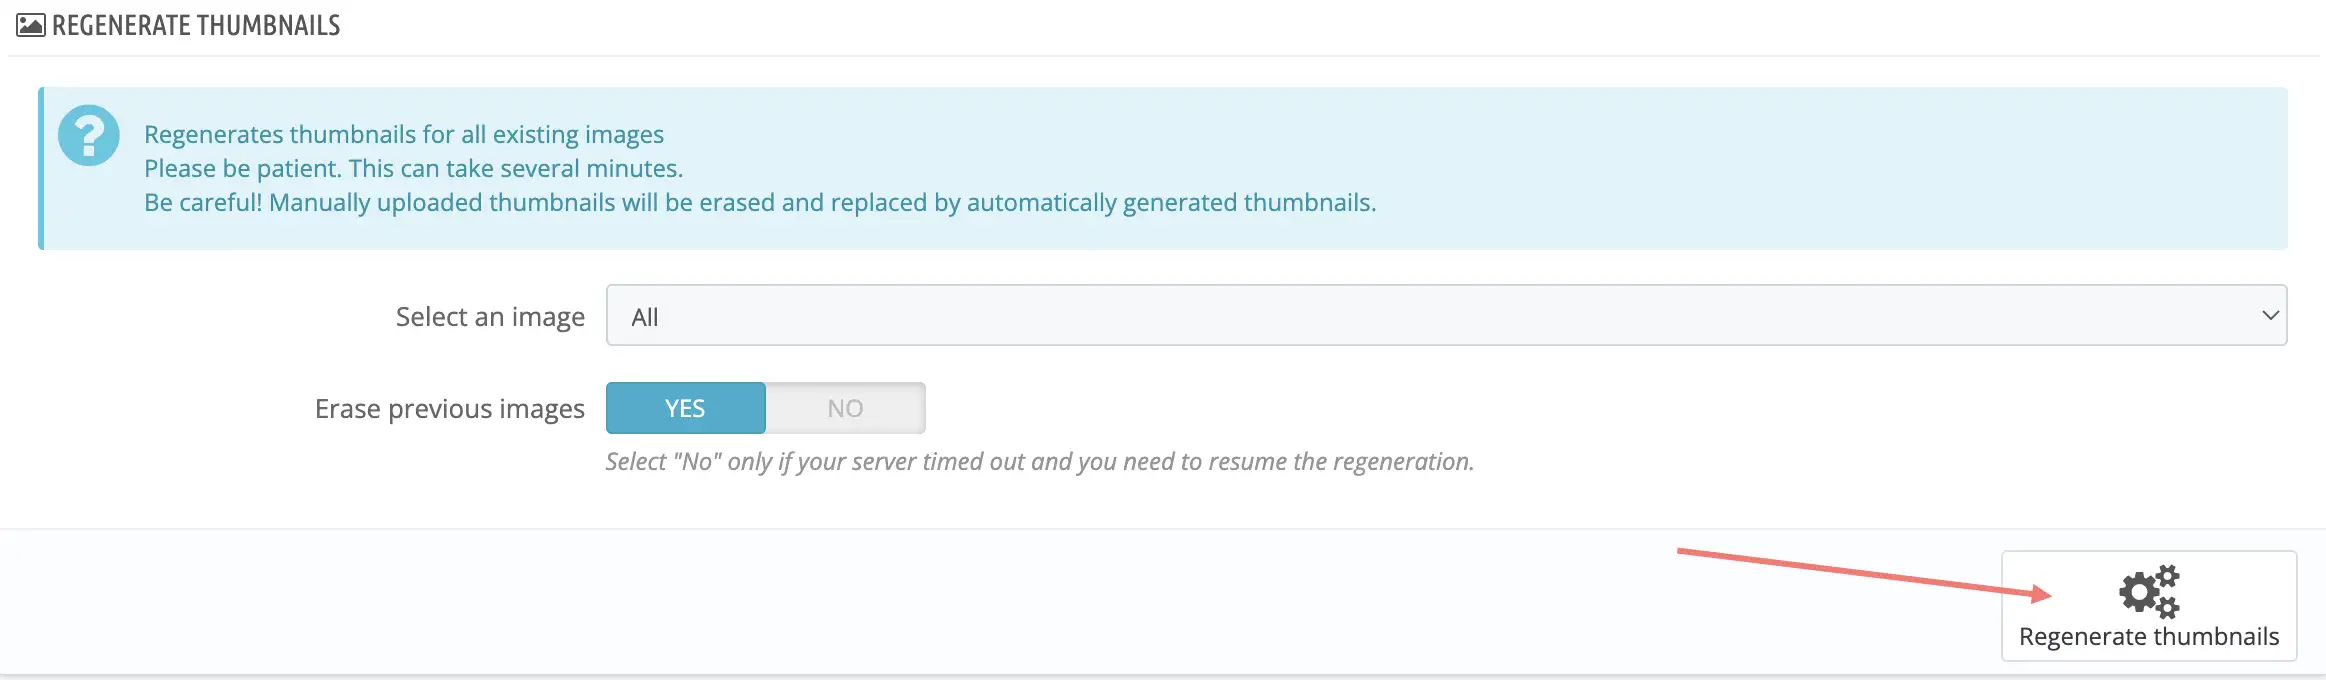 REGENERATE THUMBNAILS
Regenerates thumbnails for all existing images
Please be patient. This can take several minutes.
Be careful! Manually uploaded thumbnails will be erased and replaced by automatically generated thumbnails.
Select an image All
Erase previous images YES NO
Select "No" only if your server timed out and you need to resume the regeneration.
Regenerate thumbnails